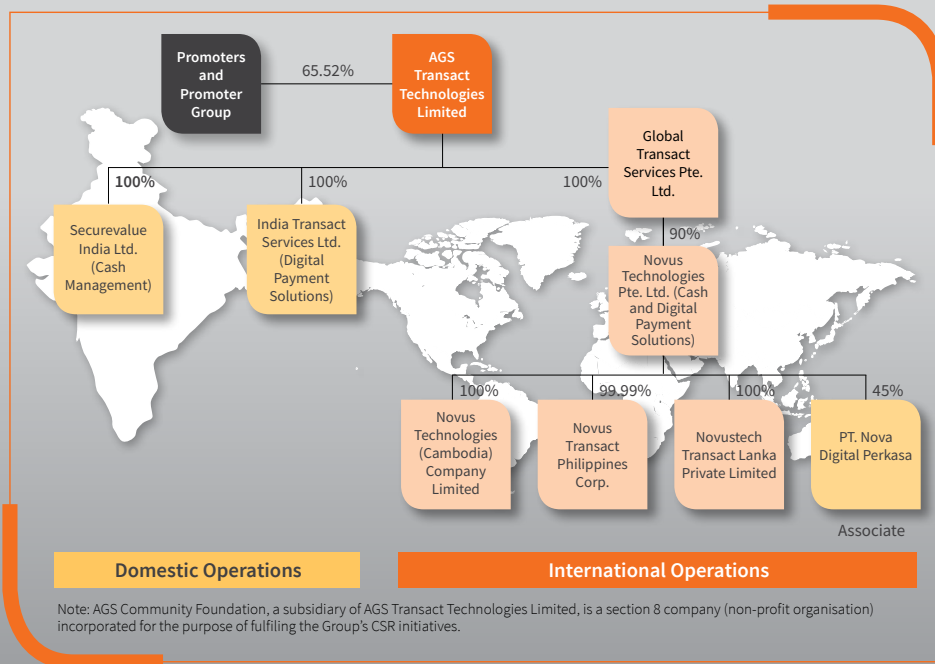 Promoters
and
Promoter
Group
65.52%
AGS
Transact
Technologies
Limited
Global
Transact
Services Pte.
Ltd.
100%
100%
100%
Securevalue
India Ltd.
(Cash
Management)
India Transact
Services Ltd.
(Digital
Payment
Solutions)
90%
Novus
Technologies
Pte. Ltd. (Cash
and Digital
Payment
Solutions)
100%
99.99%
100%
45%
Novus
Technologies
(Cambodia)
Company
Limited
Novus
Transact
Philippines
Corp.
Novustech
Transact Lanka
Private Limited
PT. Nova
Digital Perkasa
Associate
Domestic Operations
International Operations
Note: AGS Community Foundation, a subsidiary of AGS Transact Technologies Limited, is a section 8 company (non-profit organisation)
incorporated for the purpose of fulfiling the Group's CSR initiatives.